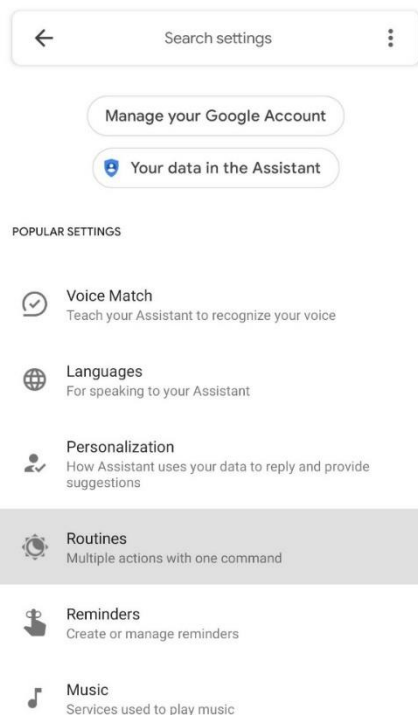 Search settings
Manage your Google Account
Your data in the Assistant
POPULAR SETTINGS
Voice Match
Teach your Assistant to recognize your voice
Languages
For speaking to your Assistant
Personalization
How Assistant uses your data to reply and provide
suggestions
Routines
Multiple actions with one command
Reminders
Create or manage reminders
Music
Services used to play music